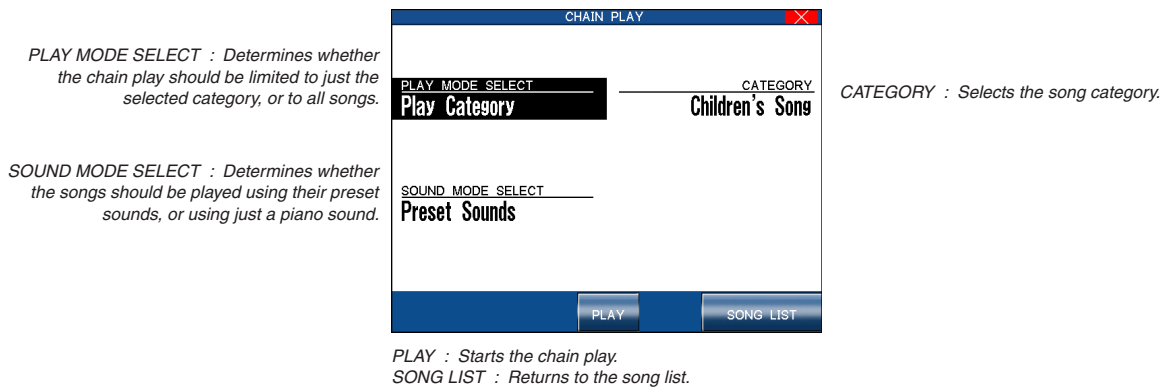 CHAIN PLAY
PLAY MODE SELECT : Determines whether
the chain play should be limited to just the
selected category, or to all songs.
PLAY MODE SELECT
Play Category
CATEGORY
Children's Song
CATEGORY : Selects the song category.
SOUND MODE SELECT : Determines whether
the songs should be played using their preset
sounds, or using just a piano sound.
SOUND MODE SELECT
Preset Sounds
PLAY
SONG LIST
PLAY : Starts the chain play.
SONG LIST : Returns to the song list.